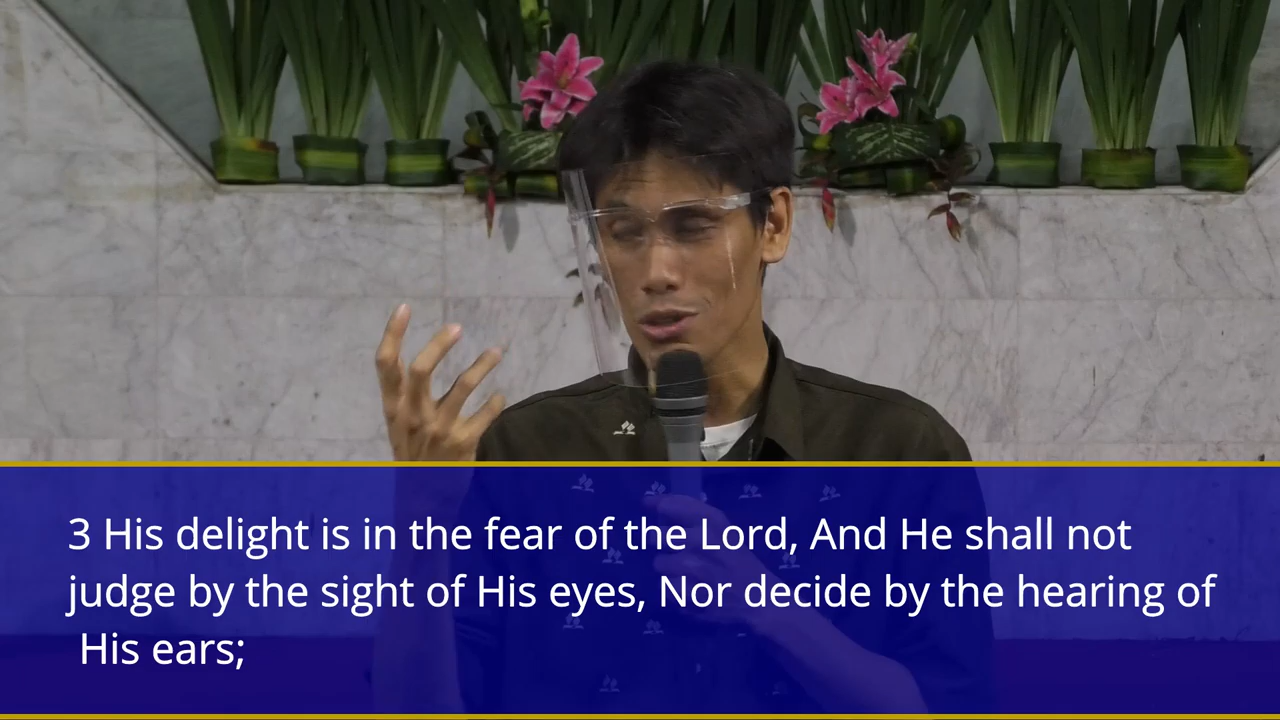 3 His delight is in the fear of the Lord, And He shall not
judge by the sight of His eyes, Nor decide by the hearing of
His ears;